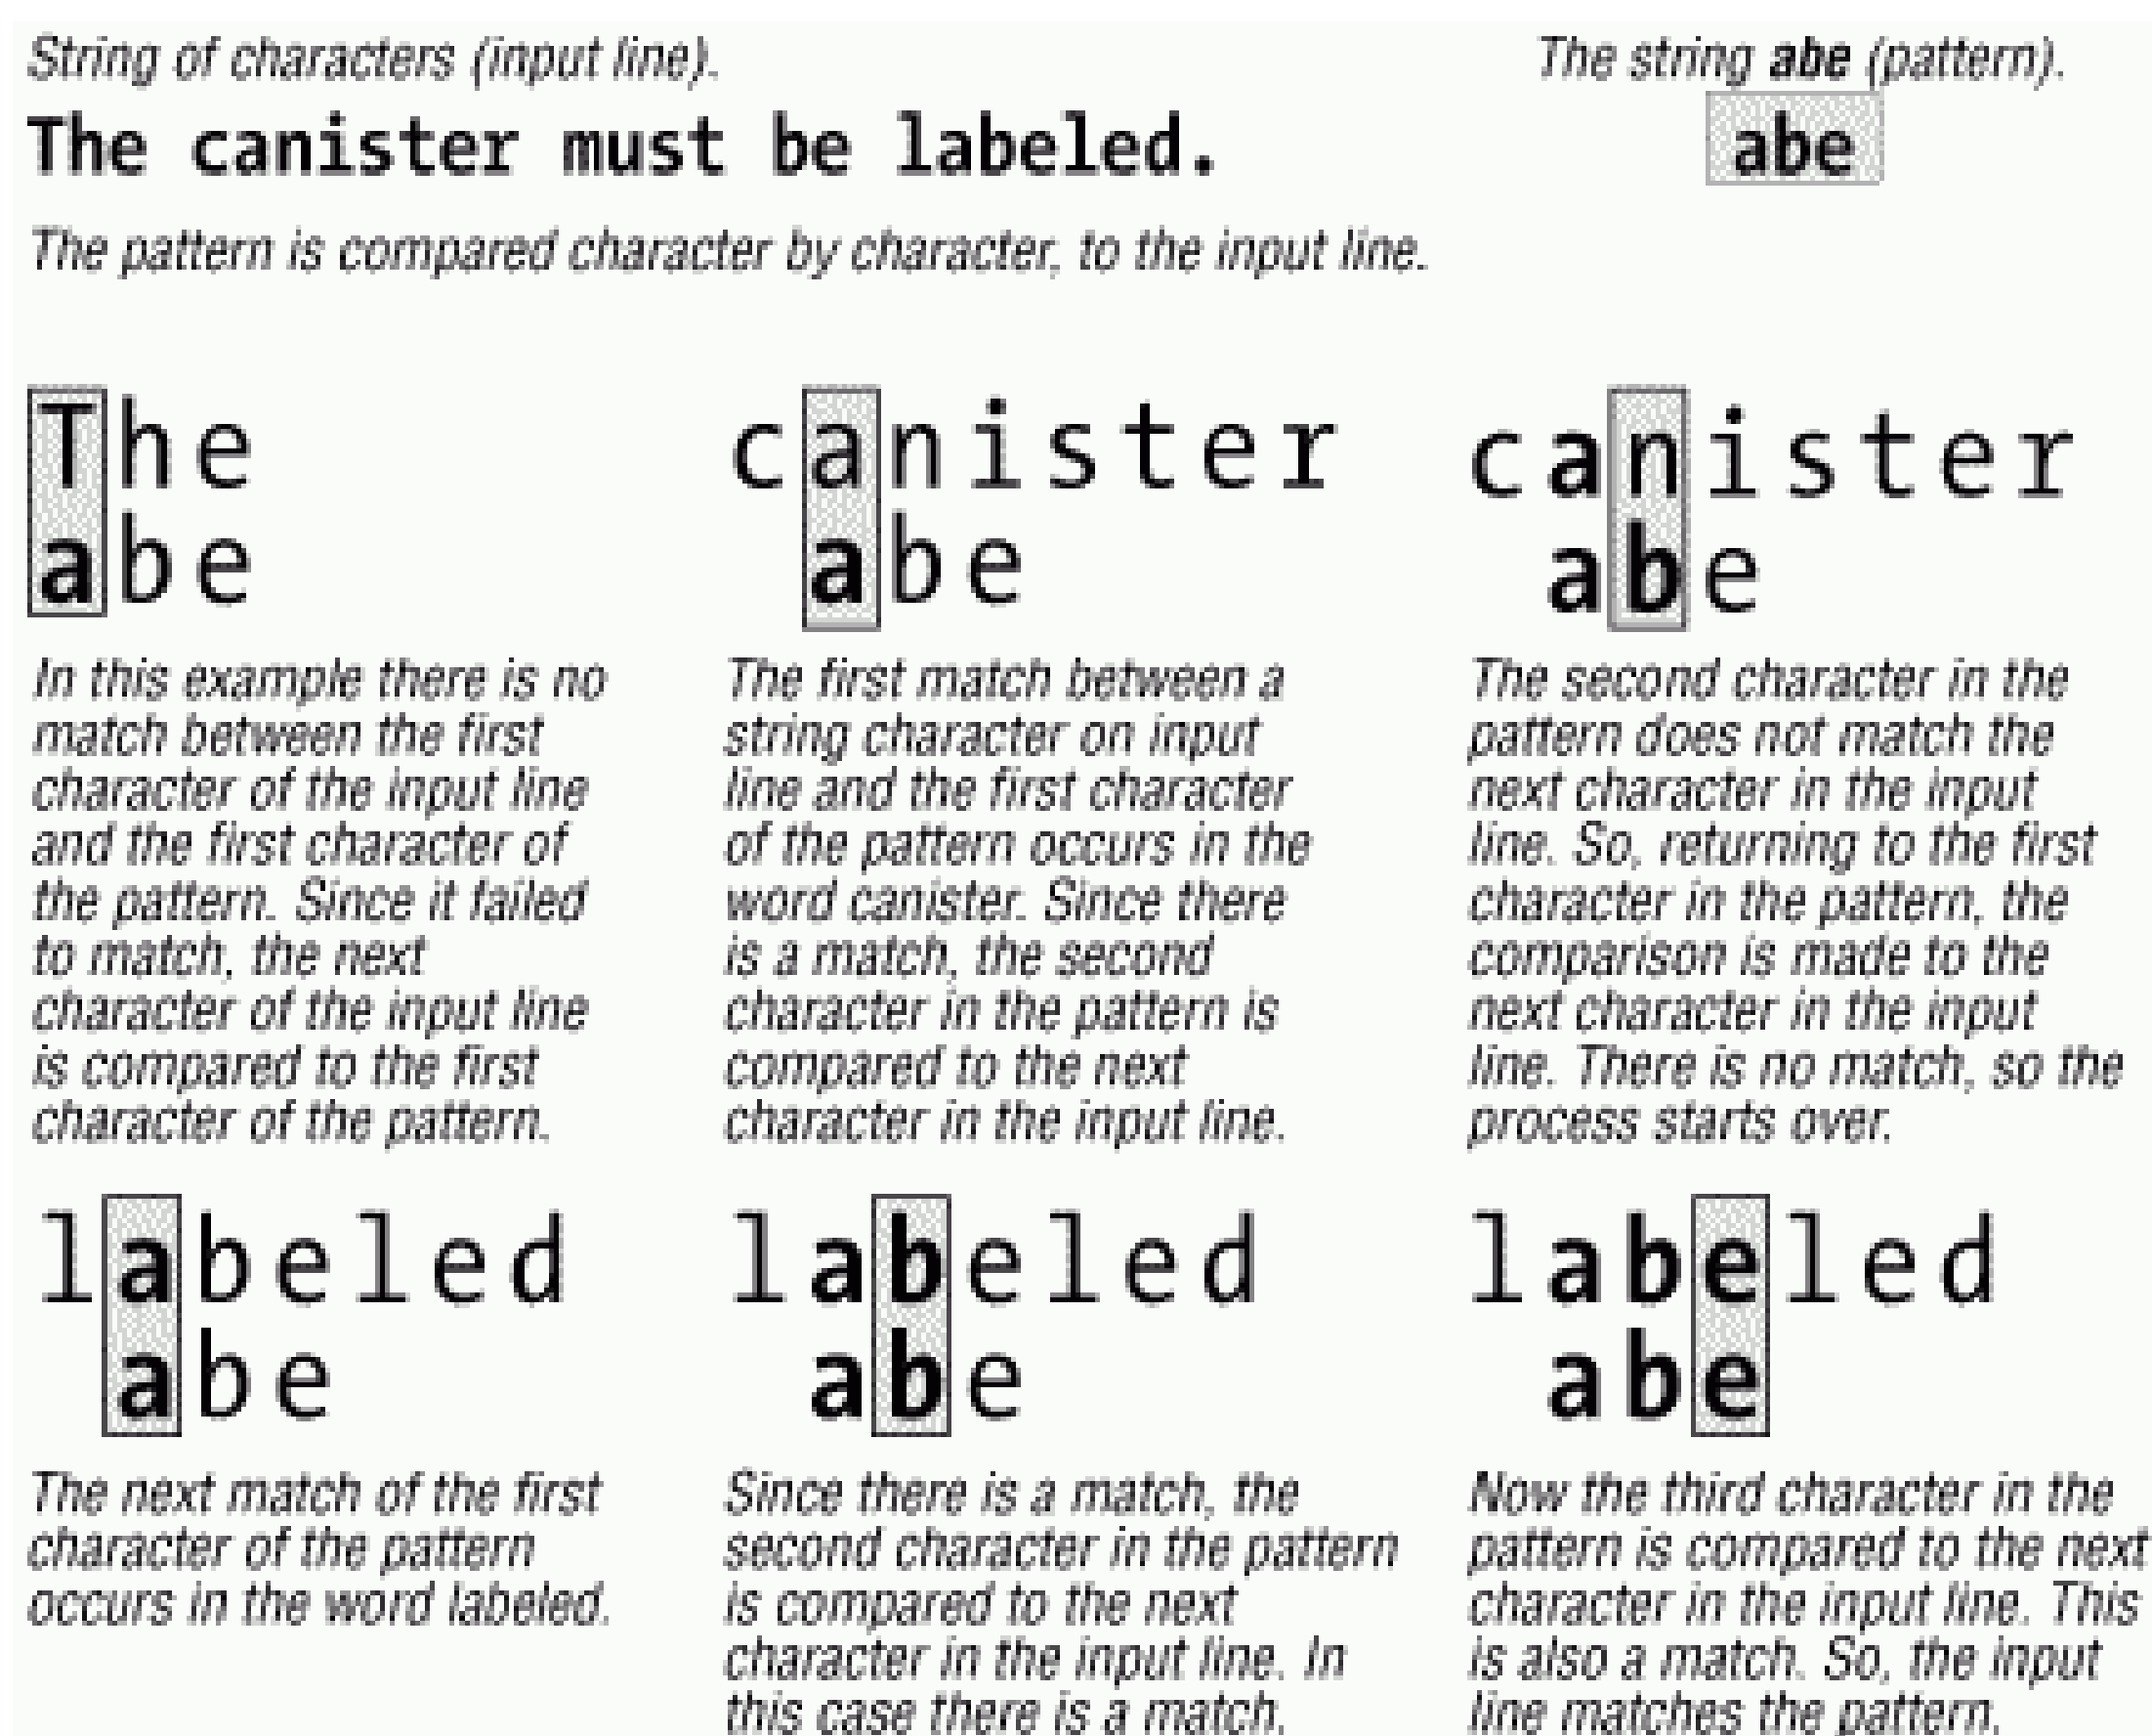 String of characters (input line).
The string abe (pattern).
The canister must be labeled.
abe
The pattern is compared character by character, to the input line.
The
abe
In this example there is no
match between the first
character of the input line
and the first character of
the pattern. Since it failed
to match, the next
character of the input line
is compared to the first
character of the pattern.
canister
abe
The first match between a
string character on input
line and the first character
of the pattern occurs in the
word canister. Since there
is a match, the second
character in the pattern is
compared to the next
character in the input line.
canister
abe
The second character in the
pattern does not match the
next character in the input
line. So, returning to the first
character in the pattern, the
comparison is made to the
next character in the input
line. There is no match, so the
process starts over.
labeled
abe
The next match of the first
character of the pattern
occurs in the word labeled.
labeled
abe
Since there is a match, the
second character in the pattern
is compared to the next
character in the input line. In
this case there is a match.
labeled
abe
Now the third character in the
pattern is compared to the next
character in the input line. This
is also a match. So, the input
line matches the pattern.